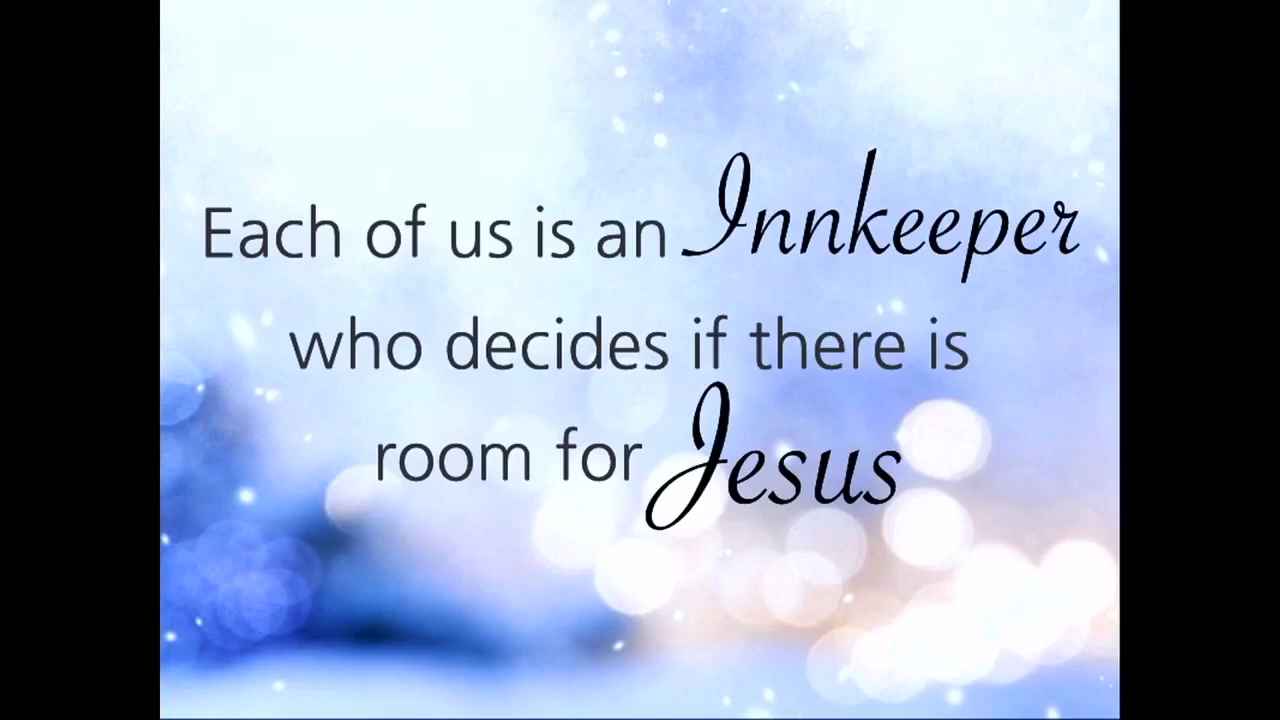 Each of us is an Innkeeper
who decides if there is
room for Jesus